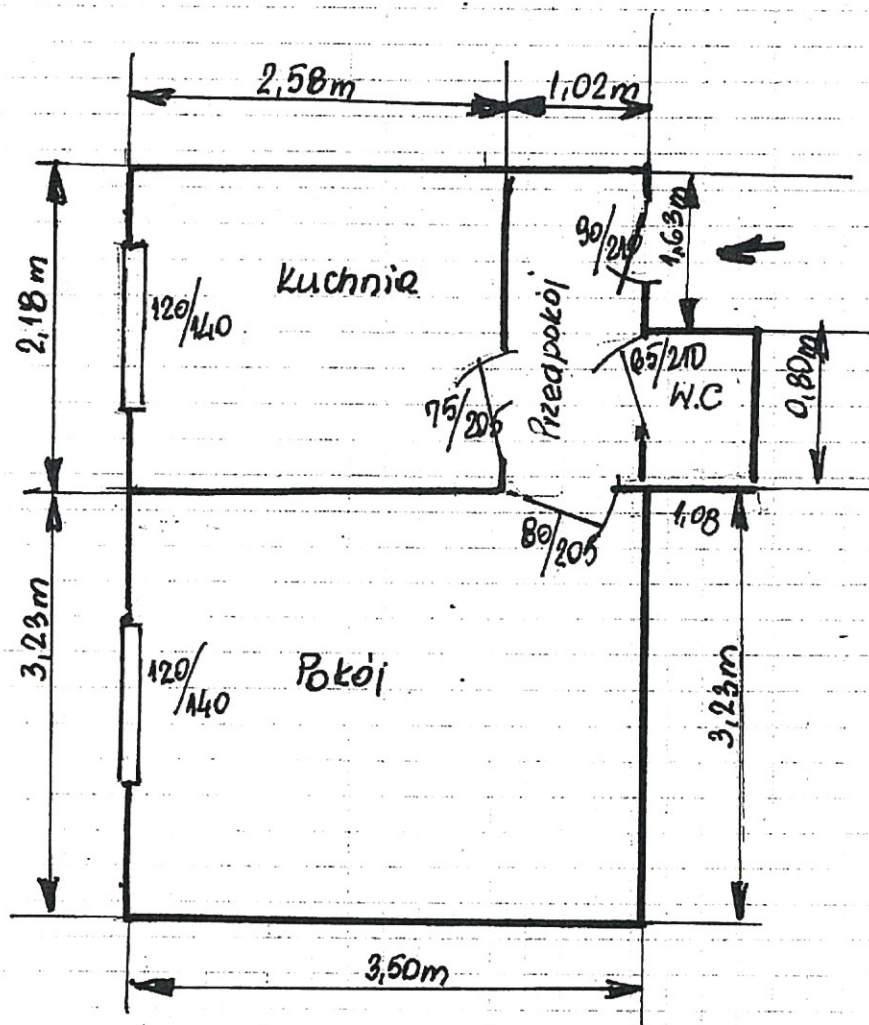 2,58m
1,02m
2,18m
Kuchnia
120/140
90/210
1,63m
Przedpokój
65/210
W.C
0,80m
75/205
80/205
1,08
3,23m
120/140
Pokój
3,23m
3,50m